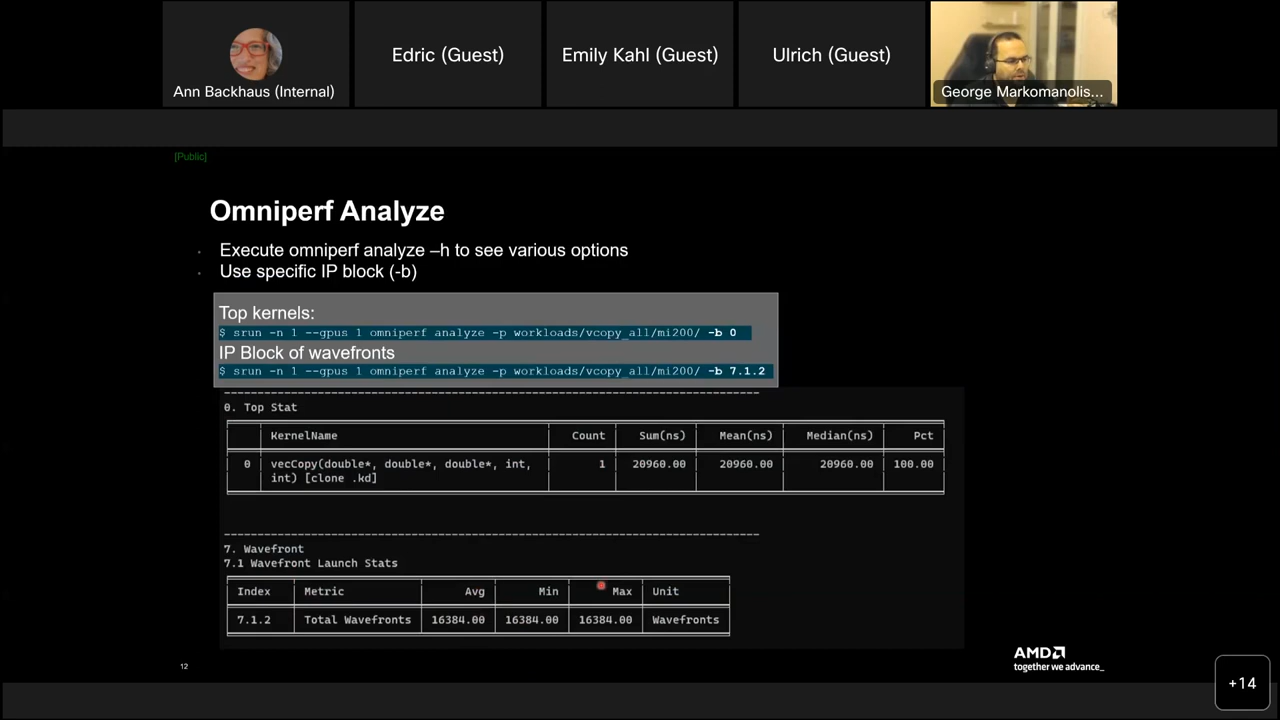 Ann Backhaus (Internal)
Edric (Guest)
Emily Kahl (Guest)
Ulrich (Guest)
George Markomanolis...
[Public]
Omniperf Analyze
Execute omniperf analyze –h to see various options
Use specific IP block (-b)
Top kernels:
$ srun -n 1 --gpus 1 omniperf analyze -p workloads/vcopy_all/mi200/ -b 0
IP Block of wavefronts
$ srun -n 1 --gpus 1 omniperf analyze -p workloads/vcopy_all/mi200/ -b 7.1.2
0. Top Stat
KernelName Count Sum(ns) Mean(ns) Median(ns) Pct
0 vecCopy(double*, double*, double*, int, 1 20960.00 20960.00 20960.00 100.00
int) [clone .kd]
7. Wavefront
7.1 Wavefront Launch Stats
Index Metric Avg Min Max Unit
7.1.2 Total Wavefronts 16384.00 16384.00 16384.00 Wavefronts
12
AMD
together we advance_
+14